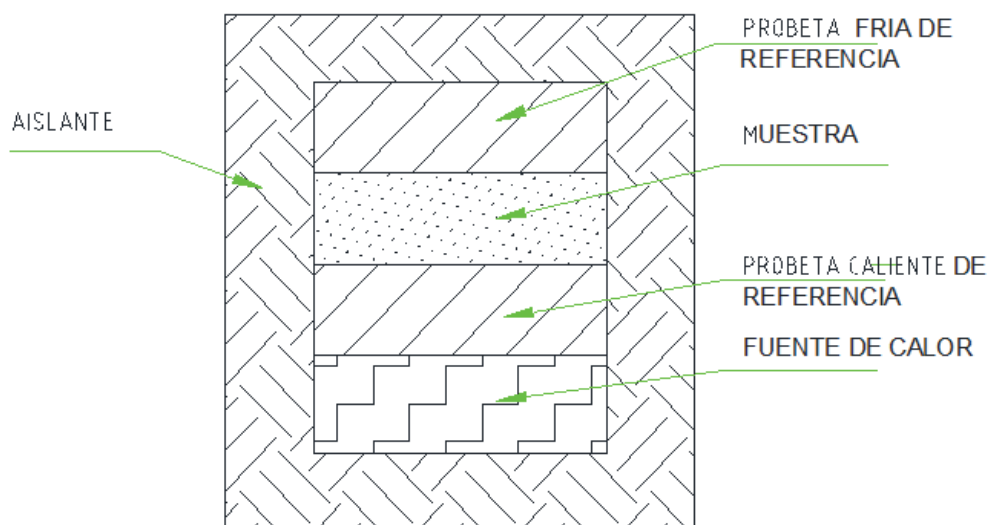 AISLANTE
PROBETA FRIA DE
REFERENCIA
MUESTRA
PROBETA CALIENTE DE
REFERENCIA
FUENTE DE CALOR